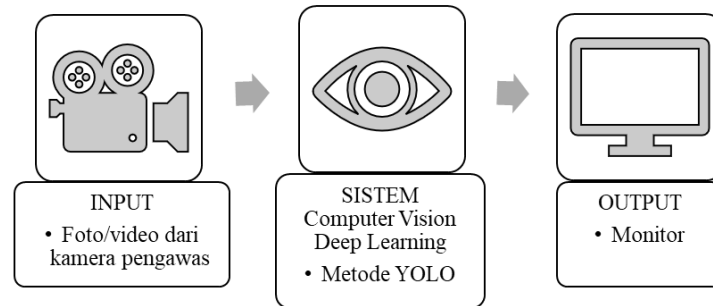 INPUT
• Foto/video dari
kamera pengawas
SISTEM
Computer Vision
Deep Learning
• Metode YOLO
OUTPUT
• Monitor